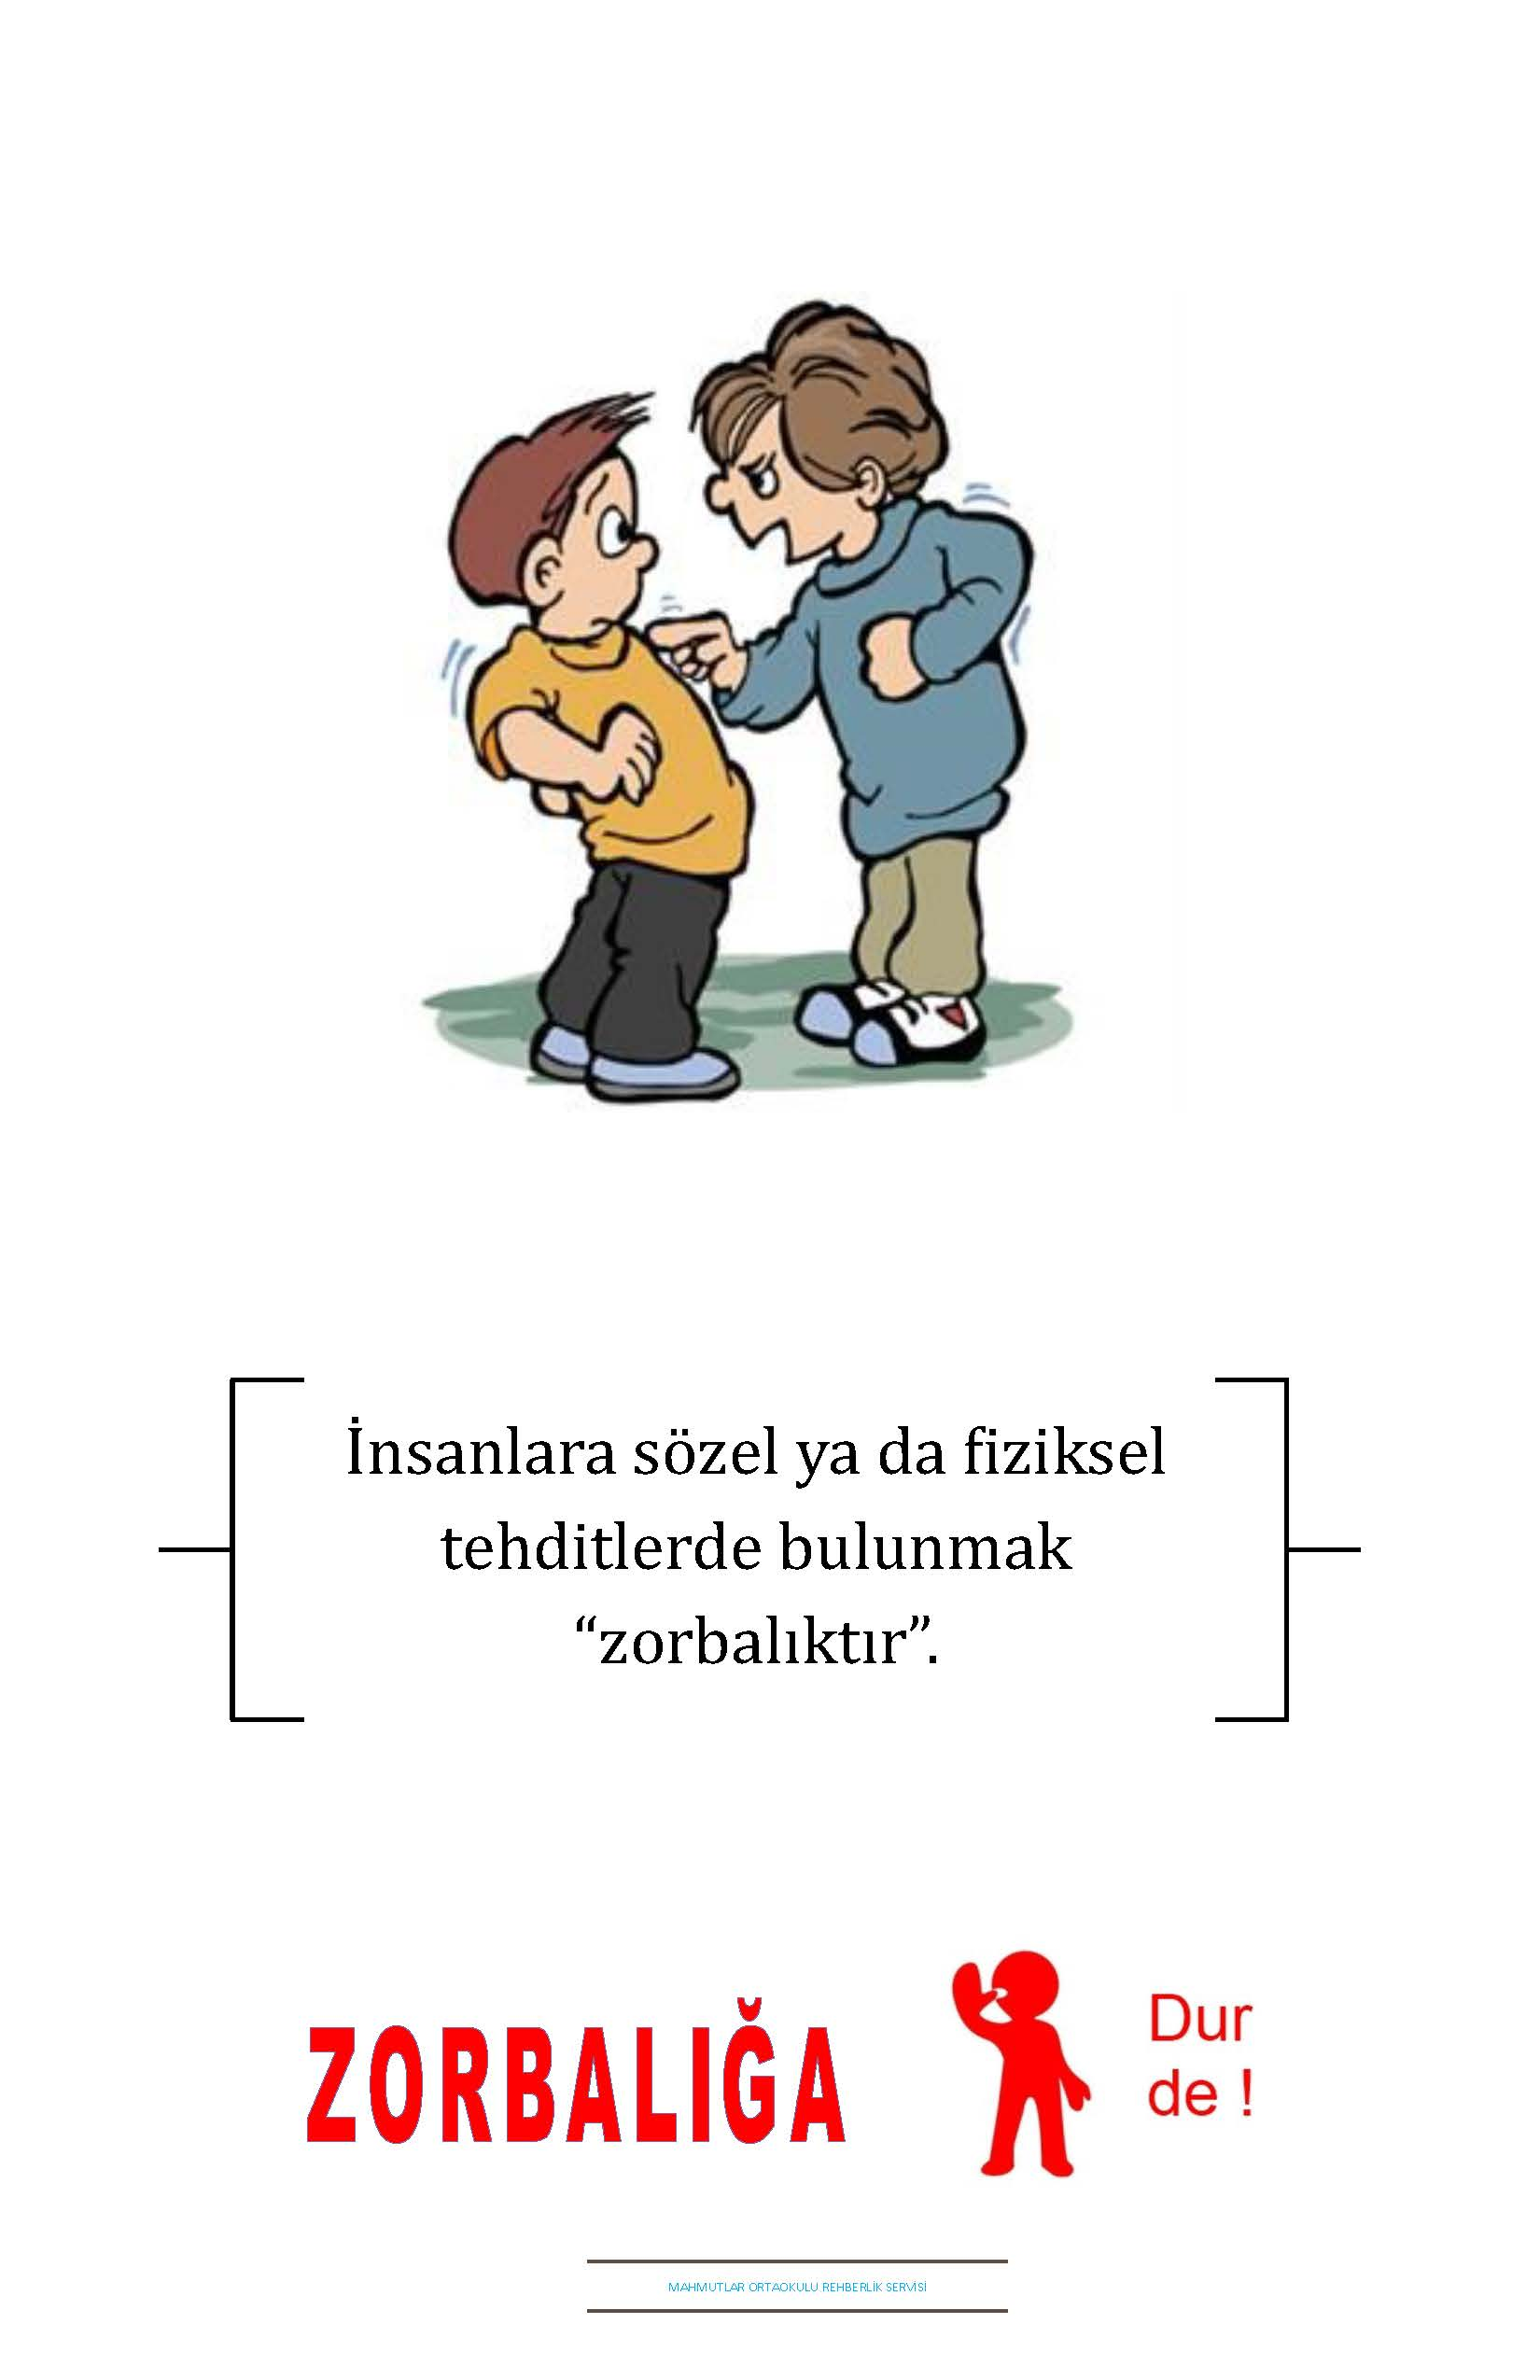 İnsanlara sözel ya da fiziksel
tehditlerde bulunmak
“zorbalıktır”.
ZORBALIĞA
Dur
de !
MAHMUTLAR ORTAOKULU REHBERLİK SERVİSİ